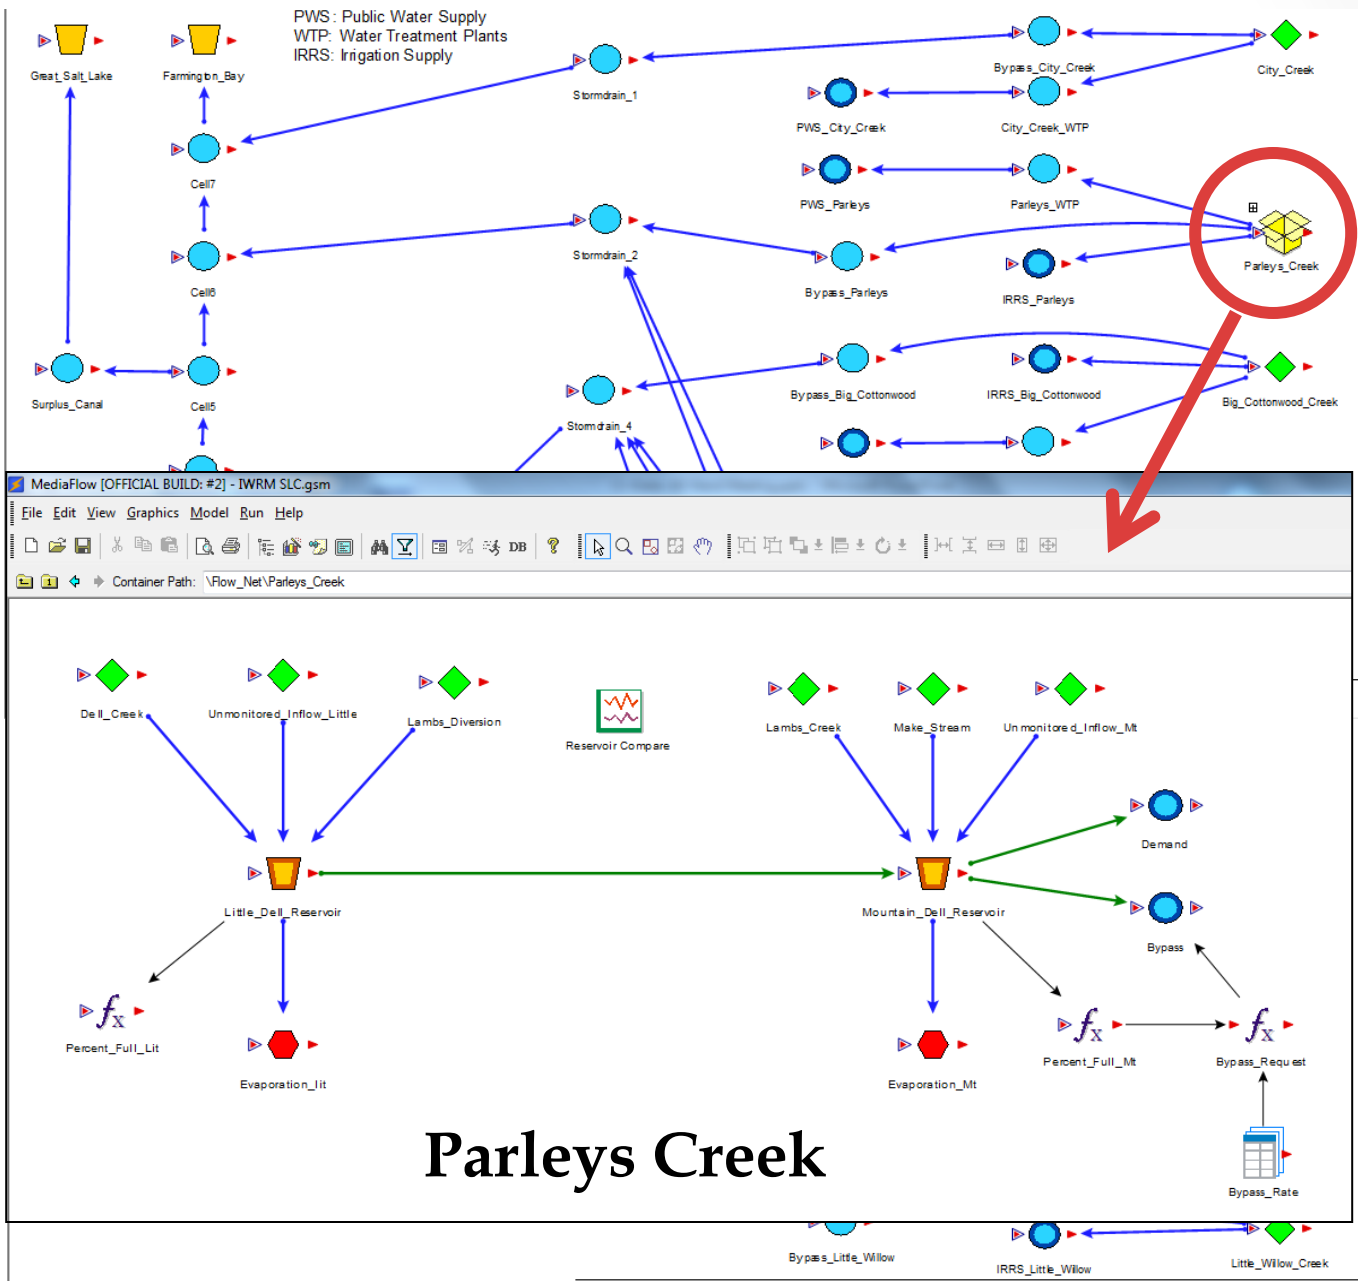 PWS: Public Water Supply
WTP: Water Treatment Plants
IRRS: Irrigation Supply
Great_Salt_Lake
Farmington_Bay
Stormdrain_1
Bypass_City_Creek
City_Creek
PWS_City_Creek
City_Creek_WTP
Cell7
PWS_Parleys
Parleys_WTP
Stormdrain_2
Parleys_Creek
Cell6
Bypass_Parleys
IRRS_Parleys
Surplus_Canal
Cell5
Bypass_Big_Cottonwood
IRRS_Big_Cottonwood
Big_Cottonwood_Creek
Stormdrain_4
MediaFlow [OFFICIAL BUILD: #2] - IWRM SLC.gsm
File Edit View Graphics Model Run Help
DB
Container Path: \Flow_Net\Parleys_Creek
Dell_Creek
Unmonitored_Inflow_Little
Lambs_Diversion
Reservoir Compare
Lambs_Creek
Make_Stream
Unmonitored_Inflow_Mt
Demand
Little_Dell_Reservoir
Mountain_Dell_Reservoir
Bypass
fx
Percent_Full_Lit
fx
Percent_Full_Mt
fx
Bypass_Request
Evaporation_lit
Evaporation_Mt
Parleys Creek
Bypass_Rate
Bypass_Little_Willow
IRRS_Little_Willow
Little_Willow_Creek